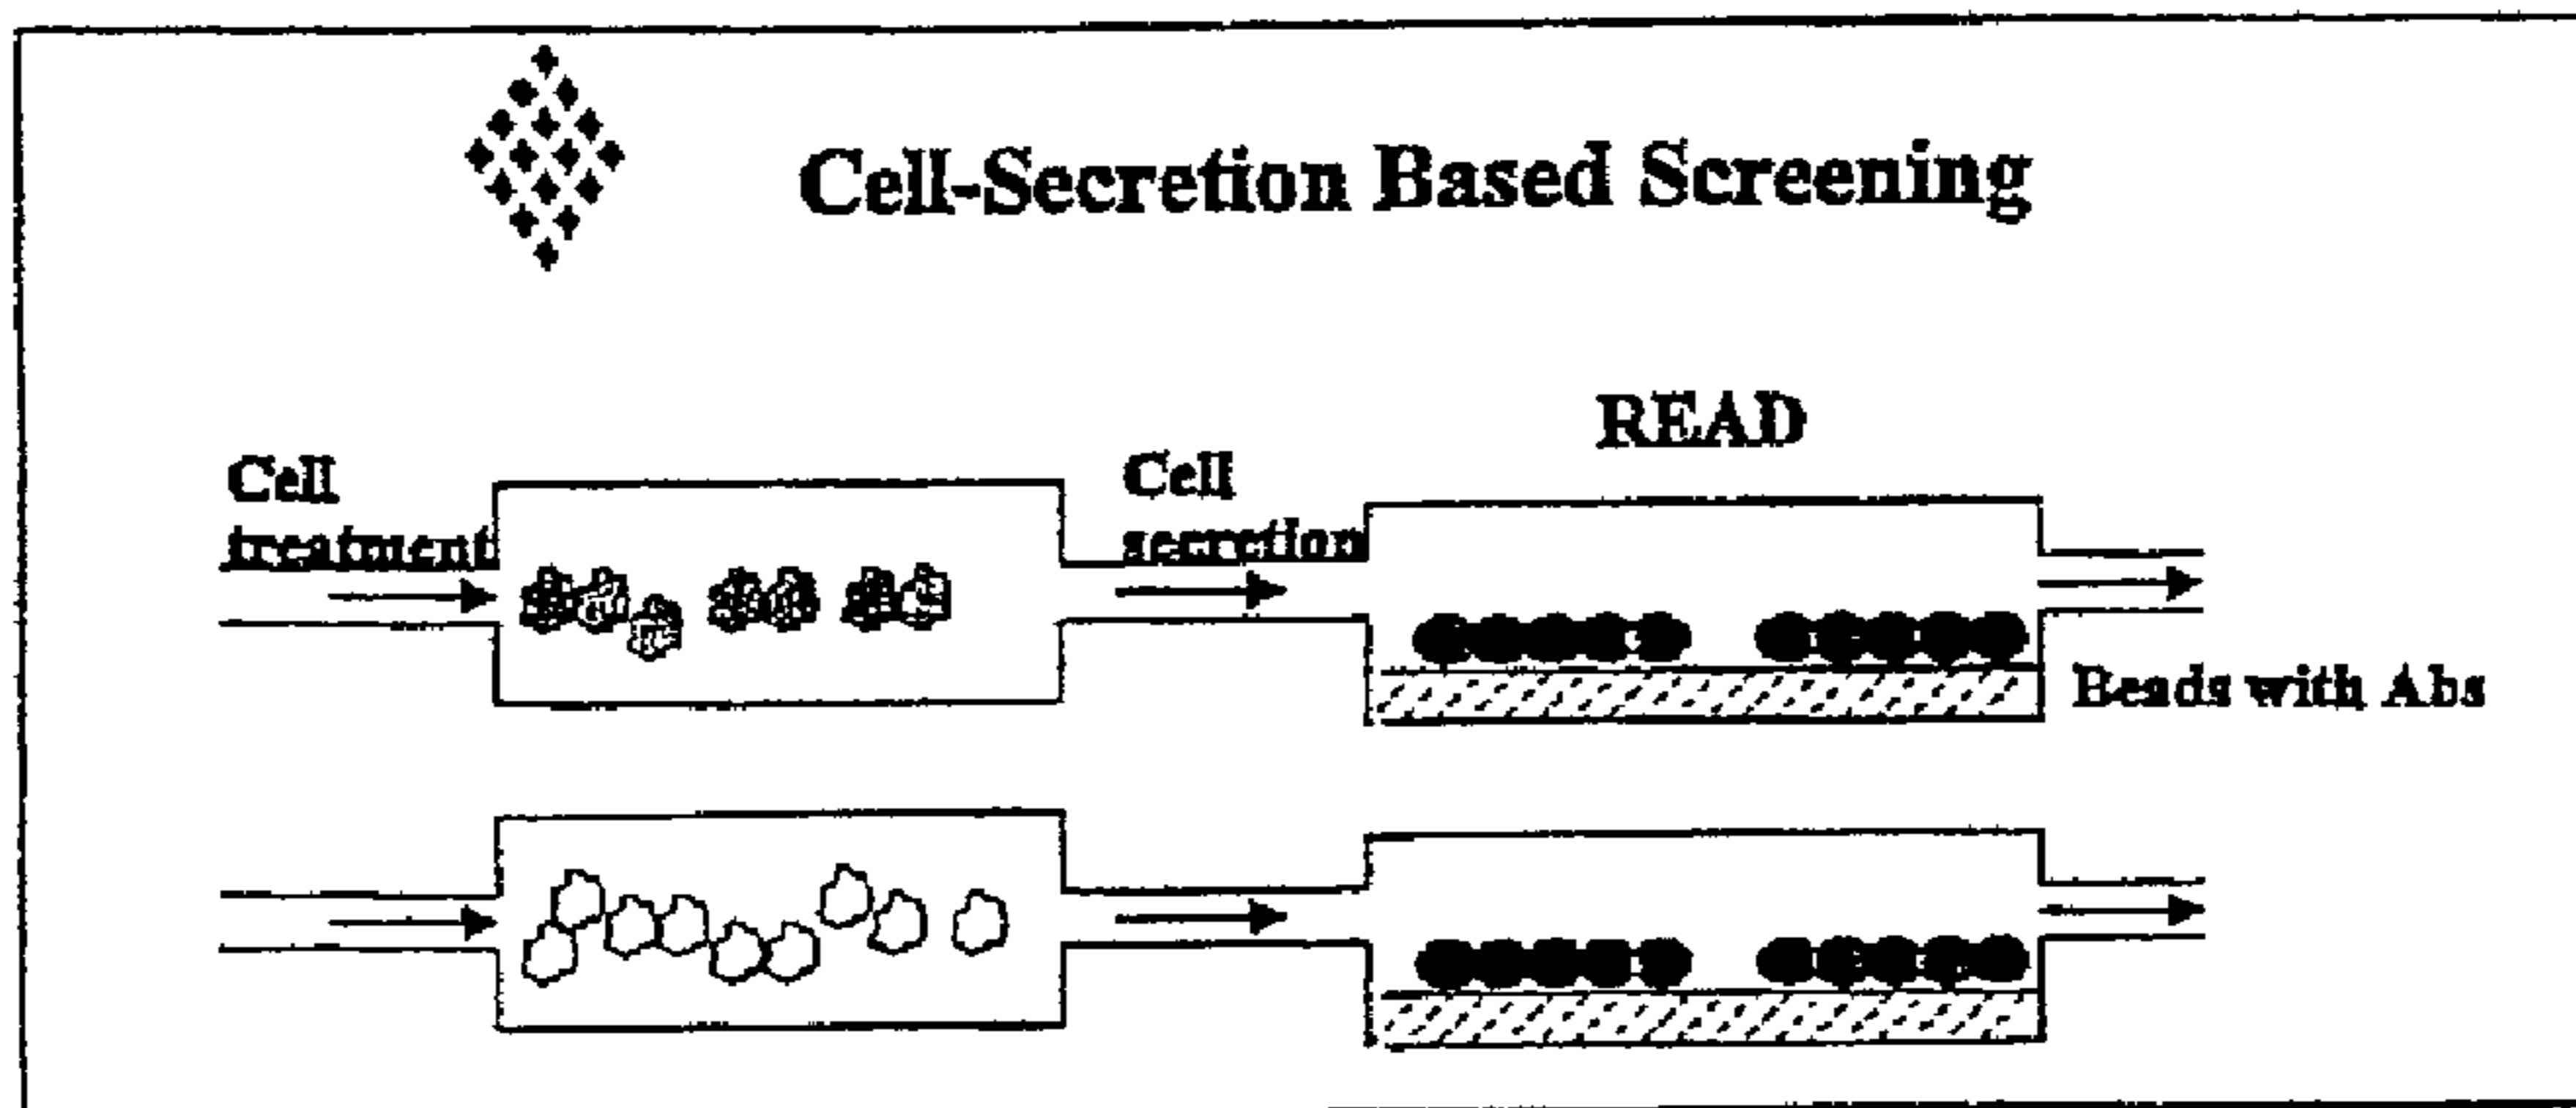 Cell-Secretion Based Screening
READ
Cell
treatment
Cell
secretion
Beads with Abs